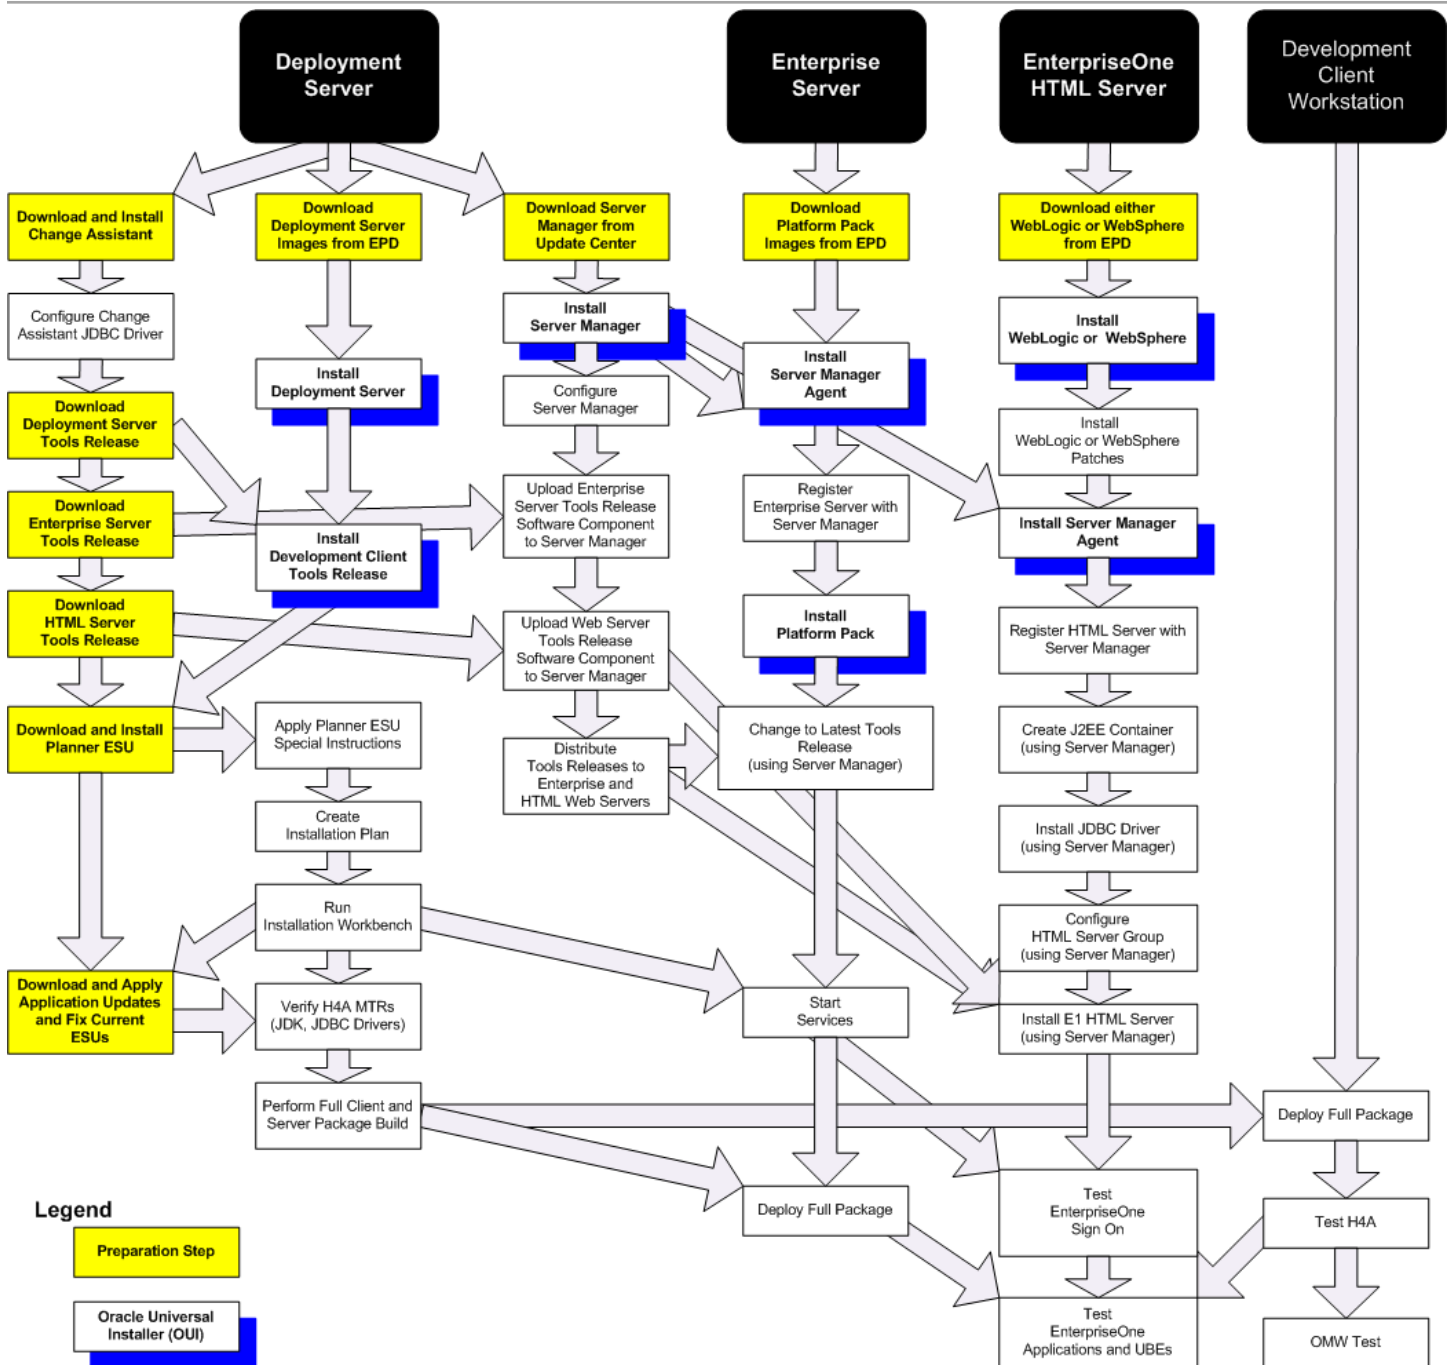 Deployment
Server
Enterprise
Server
EnterpriseOne
HTML Server
Development
Client
Workstation
Download and Install
Change Assistant
Download
Deployment Server
Images from EPD
Download Server
Manager from
Update Center
Download
Platform Pack
Images from EPD
Download either
WebLogic or WebSphere
from EPD
Configure Change
Assistant JDBC Driver
Install
Server Manager
Install
WebLogic or WebSphere
Install
Deployment Server
Configure
Server Manager
Install
Server Manager
Agent
Download
Deployment Server
Tools Release
Install
WebLogic or WebSphere
Patches
Download
Enterprise Server
Tools Release
Install
Development Client
Tools Release
Upload Enterprise
Server Tools Release
Software Component
to Server Manager
Register
Enterprise Server with
Server Manager
Install Server Manager
Agent
Download
HTML Server
Tools Release
Upload Web Server
Tools Release
Software Component
to Server Manager
Install
Platform Pack
Register HTML Server with
Server Manager
Download and Install
Planner ESU
Apply Planner ESU
Special Instructions
Distribute
Tools Releases to
Enterprise and
HTML Web Servers
Change to Latest Tools
Release
(using Server Manager)
Create J2EE Container
(using Server Manager)
Create
Installation Plan
Install JDBC Driver
(using Server Manager)
Run
Installation Workbench
Configure
HTML Server Group
(using Server Manager)
Download and Apply
Application Updates
and Fix Current
ESUs
Verify H4A MTRs
(JDK, JDBC Drivers)
Start
Services
Install E1 HTML Server
(using Server Manager)
Perform Full Client and
Server Package Build
Deploy Full Package
Deploy Full Package
Test
EnterpriseOne
Sign On
Test H4A
Test
EnterpriseOne
Applications and UBEs
OMW Test
Legend
Preparation Step
Oracle Universal
Installer (OUI)